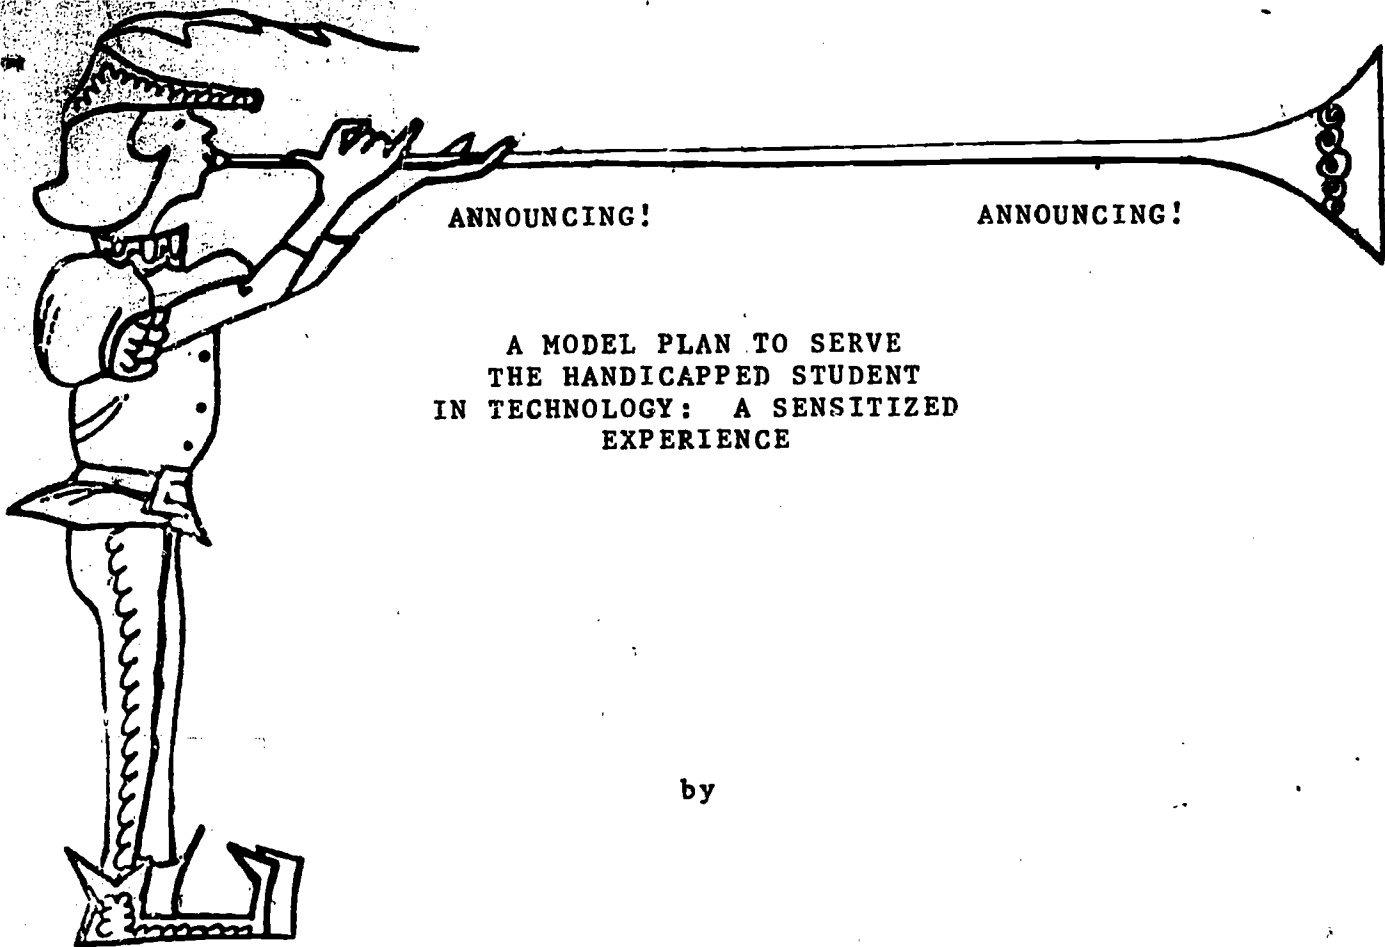 ANNOUNCING! ANNOUNCING!
A MODEL PLAN TO SERVE
THE HANDICAPPED STUDENT
IN TECHNOLOGY: A SENSITIZED
EXPERIENCE
by